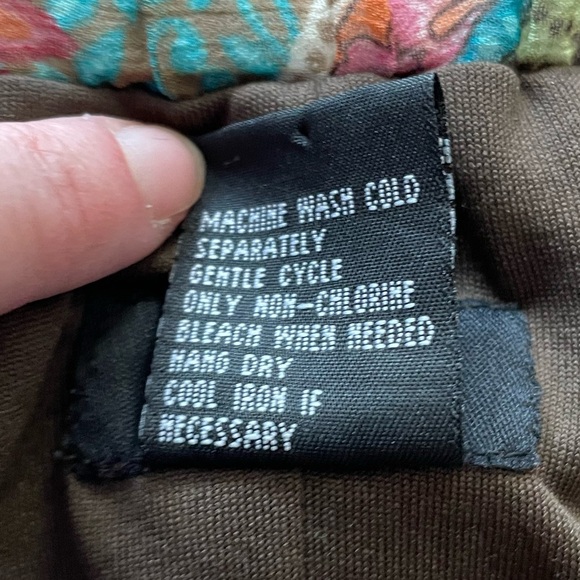 MACHINE WASH COLD
SEPARATELY
GENTLE CYCLE
ONLY NON-CHLORINE
BLEACH WHEN NEEDED
HANG DRY
COOL IRON IF
NECESSARY